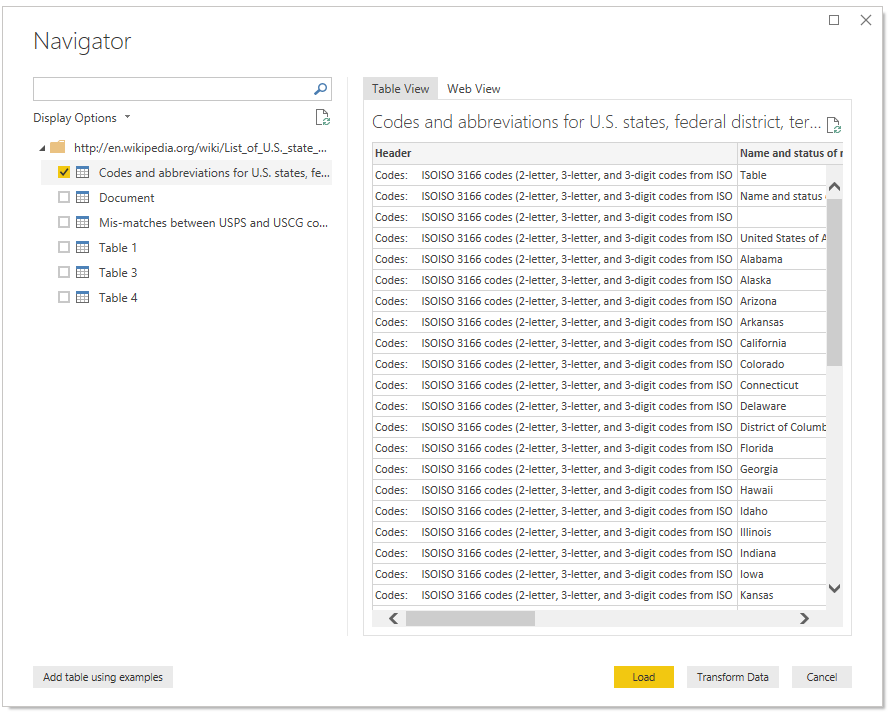 Navigator
Display Options
http://en.wikipedia.org/wiki/List_of_U.S._state_...
Codes and abbreviations for U.S. states, fe...
Document
Mis-matches between USPS and USCG co...
Table 1
Table 3
Table 4
Table View Web View
Codes and abbreviations for U.S. states, federal district, ter...
Header Name and status of r
Codes: ISOISO 3166 codes (2-letter, 3-letter, and 3-digit codes from ISO Table
Codes: ISOISO 3166 codes (2-letter, 3-letter, and 3-digit codes from ISO Name and status
Codes: ISOISO 3166 codes (2-letter, 3-letter, and 3-digit codes from ISO
Codes: ISOISO 3166 codes (2-letter, 3-letter, and 3-digit codes from ISO United States of A
Codes: ISOISO 3166 codes (2-letter, 3-letter, and 3-digit codes from ISO Alabama
Codes: ISOISO 3166 codes (2-letter, 3-letter, and 3-digit codes from ISO Alaska
Codes: ISOISO 3166 codes (2-letter, 3-letter, and 3-digit codes from ISO Arizona
Codes: ISOISO 3166 codes (2-letter, 3-letter, and 3-digit codes from ISO Arkansas
Codes: ISOISO 3166 codes (2-letter, 3-letter, and 3-digit codes from ISO California
Codes: ISOISO 3166 codes (2-letter, 3-letter, and 3-digit codes from ISO Colorado
Codes: ISOISO 3166 codes (2-letter, 3-letter, and 3-digit codes from ISO Connecticut
Codes: ISOISO 3166 codes (2-letter, 3-letter, and 3-digit codes from ISO Delaware
Codes: ISOISO 3166 codes (2-letter, 3-letter, and 3-digit codes from ISO District of Columb
Codes: ISOISO 3166 codes (2-letter, 3-letter, and 3-digit codes from ISO Florida
Codes: ISOISO 3166 codes (2-letter, 3-letter, and 3-digit codes from ISO Georgia
Codes: ISOISO 3166 codes (2-letter, 3-letter, and 3-digit codes from ISO Hawaii
Codes: ISOISO 3166 codes (2-letter, 3-letter, and 3-digit codes from ISO Idaho
Codes: ISOISO 3166 codes (2-letter, 3-letter, and 3-digit codes from ISO Illinois
Codes: ISOISO 3166 codes (2-letter, 3-letter, and 3-digit codes from ISO Indiana
Codes: ISOISO 3166 codes (2-letter, 3-letter, and 3-digit codes from ISO Iowa
Codes: ISOISO 3166 codes (2-letter, 3-letter, and 3-digit codes from ISO Kansas
Add table using examples Load Transform Data Cancel